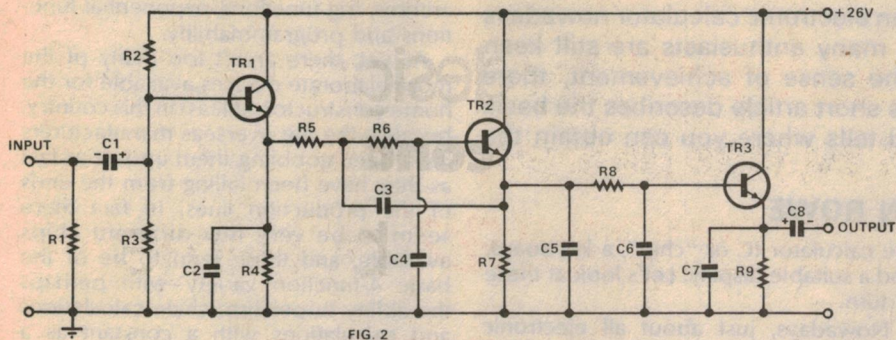 +26V
R2
TR1
TR2
R5
R6
R8
TR3
INPUT
C1
+
C3
C8
+
OUTPUT
R1
R3
C2
R4
C4
R7
C5
C6
C7
R9
FIG. 2